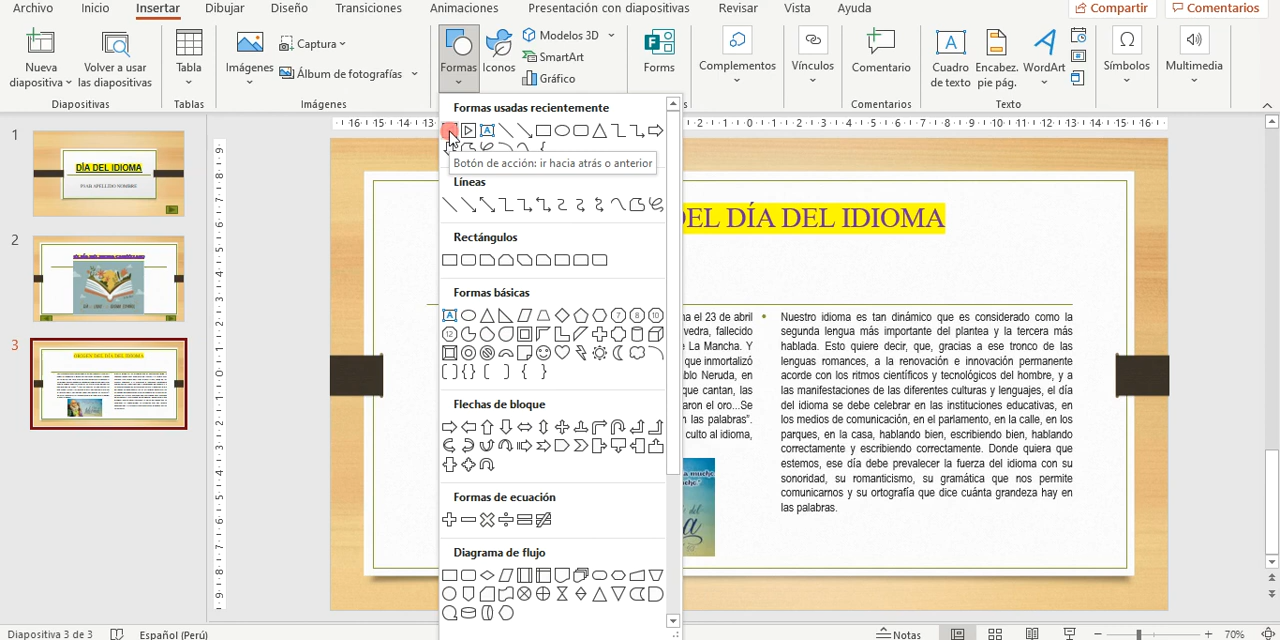 Archivo Inicio Insertar Dibujar Diseño Transiciones Animaciones Presentación con diapositivas Revisar Vista Ayuda Compartir Comentarios
Nueva diapositiva
Volver a usar las diapositivas
Diapositivas
Tabla
Tablas
Imágenes
Captura
Álbum de fotografías
Imágenes
Formas
Iconos
Modelos 3D
SmartArt
Gráfico
Forms
Complementos
Vínculos
Comentario
Comentarios
Cuadro de texto
Encabez. pie pág.
WordArt
Texto
Símbolos
Multimedia
Formas usadas recientemente
Botón de acción: ir hacia atrás o anterior
Líneas
Rectángulos
Formas básicas
Flechas de bloque
Formas de ecuación
Diagrama de flujo
1
DÍA DEL IDIOMA
2
3
DEL DÍA DEL IDIOMA
na el 23 de abril
vedra, fallecido
e La Mancha. Y
que inmortalizó
blo Neruda, en
que cantan, las
aron el oro...Se
n las palabras".
culto al idioma,
• Nuestro idioma es tan dinámico que es considerado como la
segunda lengua más importante del plantea y la tercera más
hablada. Esto quiere decir, que, gracias a ese tronco de las
lenguas romances, a la renovación e innovación permanente
acorde con los ritmos científicos y tecnológicos del hombre, y a
las manifestaciones de las diferentes culturas y lenguajes, el día
del idioma se debe celebrar en las instituciones educativas, en
los medios de comunicación, en el parlamento, en la calle, en los
parques, en la casa, hablando bien, escribiendo bien, hablando
correctamente y escribiendo correctamente. Donde quiera que
estemos, ese día debe prevalecer la fuerza del idioma con su
sonoridad, su romanticismo, su gramática que nos permite
comunicarnos y su ortografía que dice cuánta grandeza hay en
las palabras.
Diapositiva 3 de 3 Español (Perú) Notas 70%